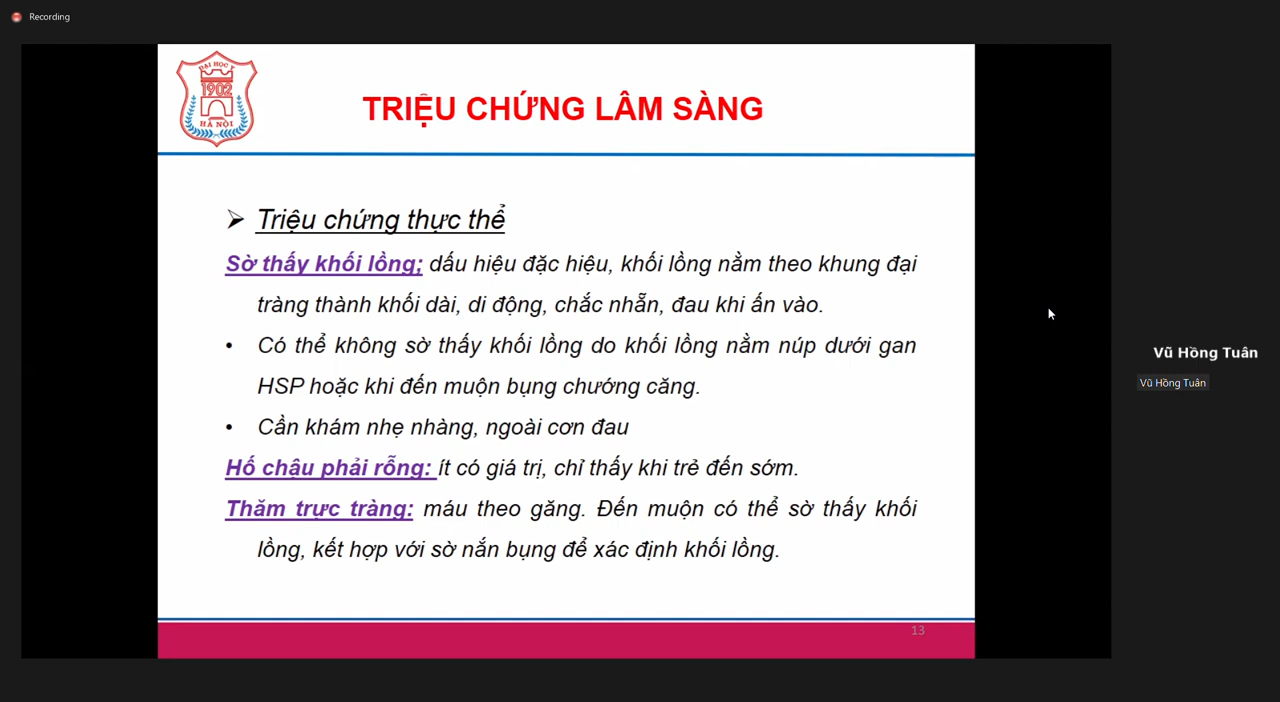 Recording
ĐẠI HỌC Y
1902
HÀ NỘI
TRIỆU CHỨNG LÂM SÀNG
➤ Triệu chứng thực thể
Sờ thấy khối lồng; dấu hiệu đặc hiệu, khối lồng nằm theo khung đại
tràng thành khối dài, di động, chắc nhẵn, đau khi ấn vào.
• Có thể không sờ thấy khối lồng do khối lồng nằm núp dưới gan
HSP hoặc khi đến muộn bụng chướng căng.
• Cần khám nhẹ nhàng, ngoài cơn đau
Hố chậu phải rỗng: ít có giá trị, chỉ thấy khi trẻ đến sớm.
Thăm trực tràng: máu theo găng. Đến muộn có thể sờ thấy khối
lồng, kết hợp với sờ nắn bụng để xác định khối lồng.
13
Vũ Hồng Tuân
Vũ Hồng Tuân